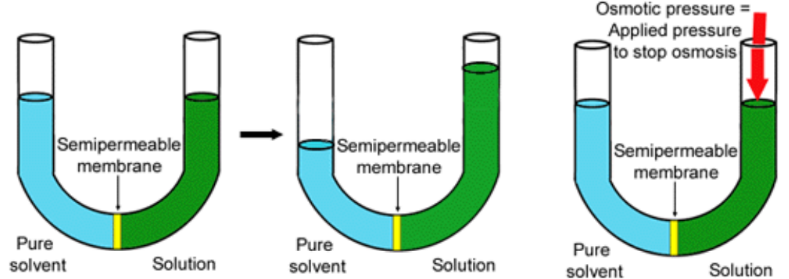 Semipermeable
membrane
Pure
solvent
Solution
Semipermeable
membrane
Pure
solvent
Solution
Osmotic pressure =
Applied pressure
to stop osmosis
Semipermeable
membrane
Pure
solvent
Solution